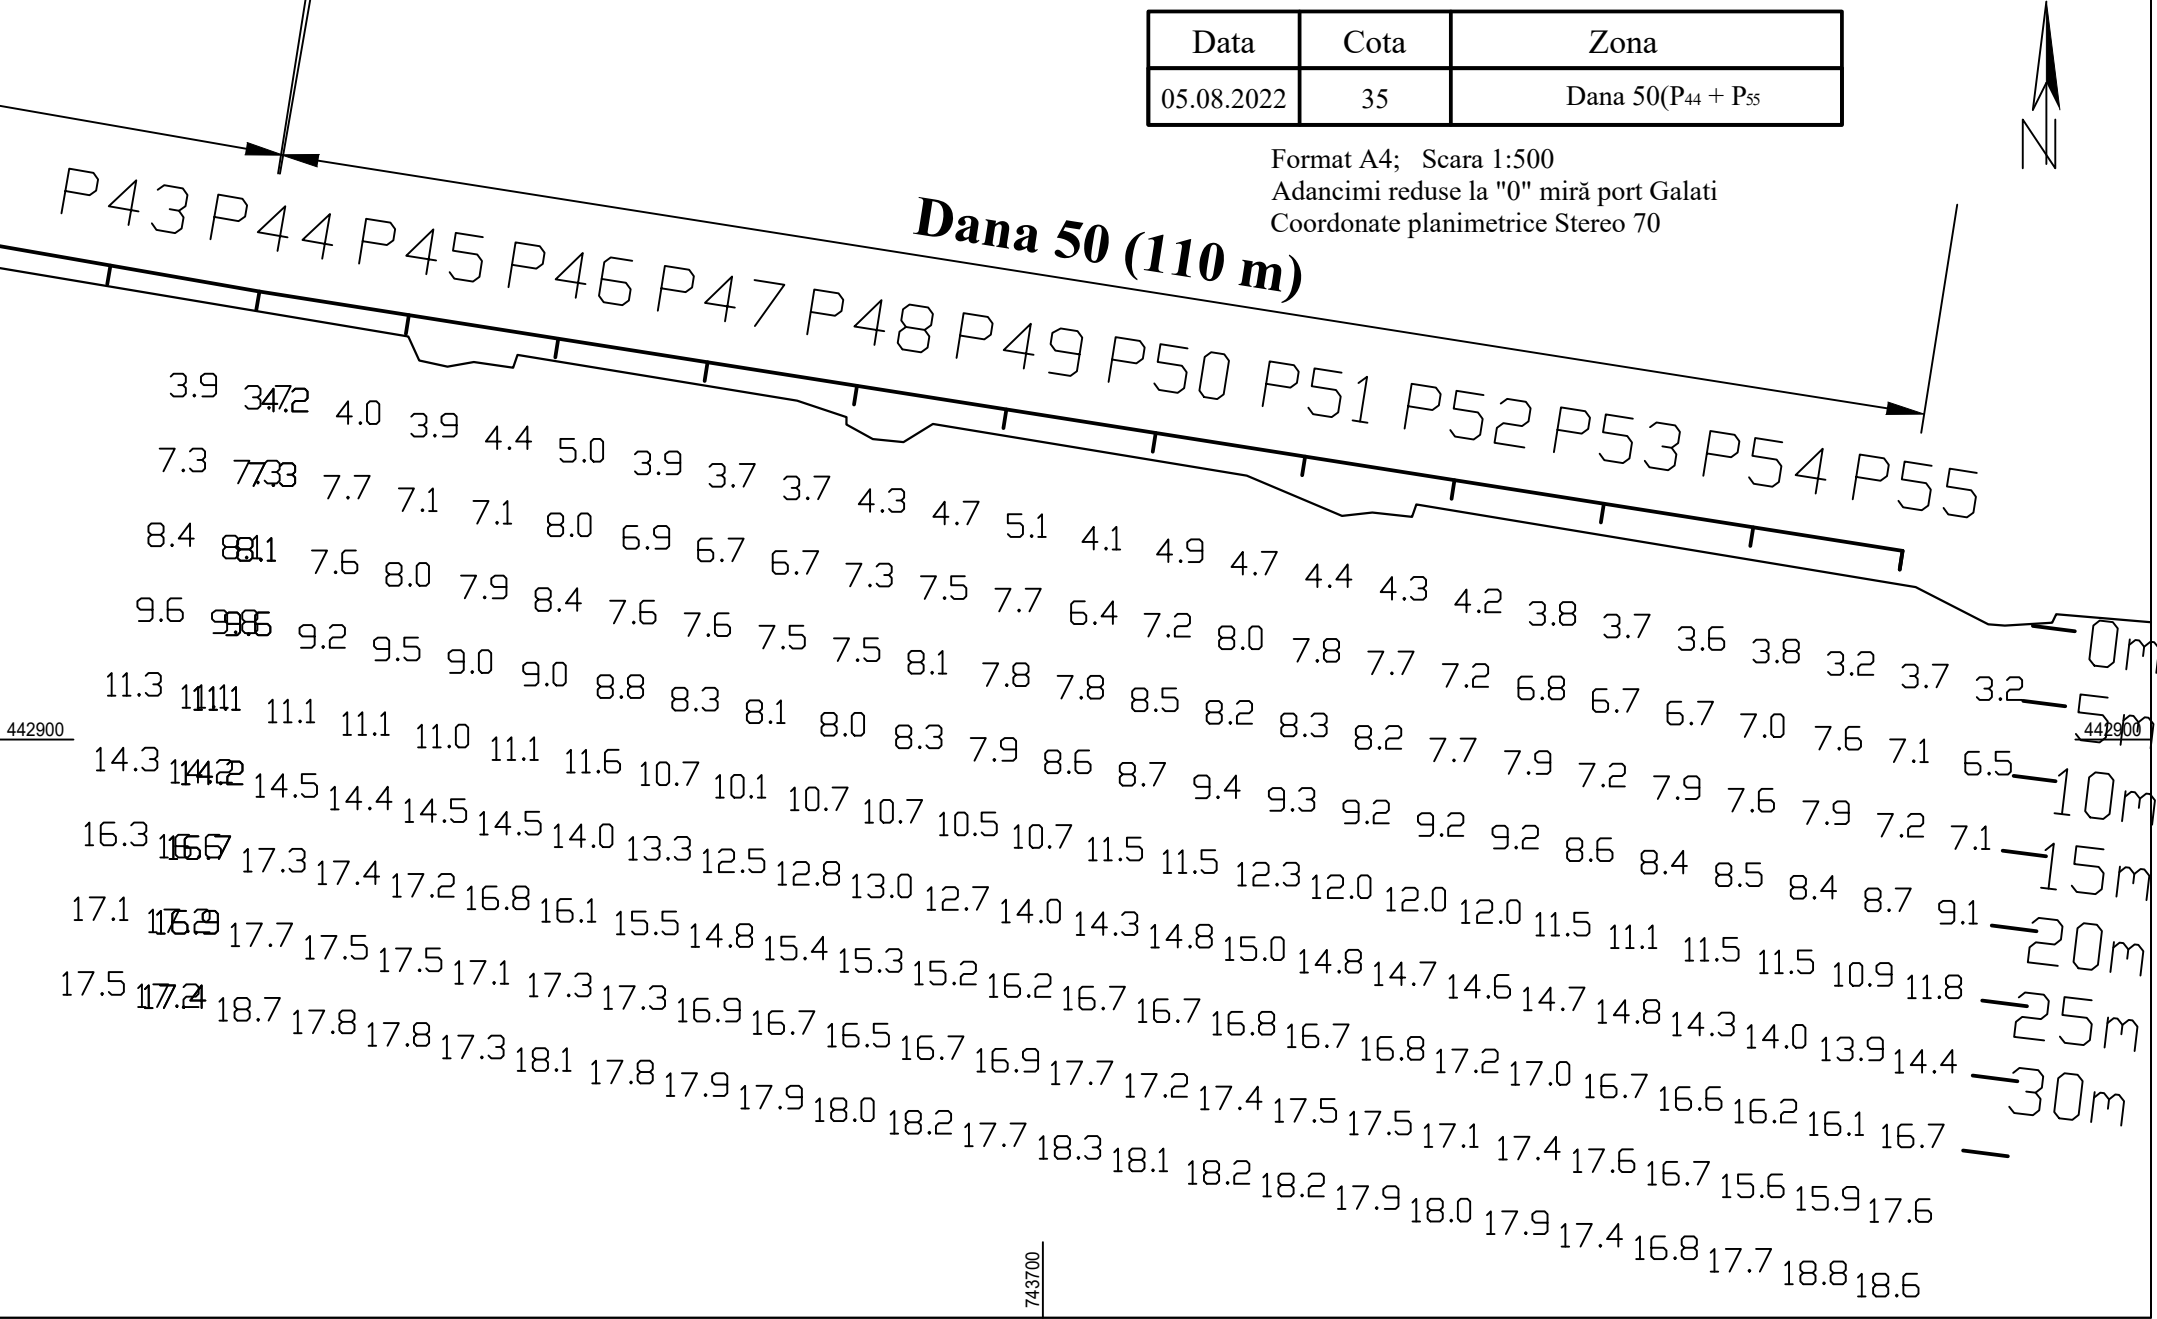 Data Cota Zona
05.08.2022 35 Dana 50(P44 + P55
Format A4; Scara 1:500
Adancimi reduse la "0" miră port Galati
Coordonate planimetrice Stereo 70
N
Dana 50 (110 m)
P43 P44 P45 P46 P47 P48 P49 P50 P51 P52 P53 P54 P55
3.9 3.7 4.2 4.0 3.9 4.4 5.0 3.9 3.7 3.7 4.3 4.7 5.1 4.1 4.9 4.7 4.4 4.3 4.2 3.8 3.7 3.6 3.8 3.2 3.7 3.2
7.3 7.3 7.3 7.7 7.1 7.1 8.0 6.9 6.7 6.7 7.3 7.5 7.7 6.4 7.2 8.0 7.8 7.7 7.2 6.8 6.7 6.7 7.0 7.6 7.1 6.5
8.4 8.1 8.1 7.6 8.0 7.9 8.4 7.6 7.6 7.5 7.5 8.1 7.8 7.8 8.5 8.2 8.3 8.2 7.7 7.9 7.2 7.9 7.6 7.9 7.2 7.1
9.6 9.2 9.5 9.0 9.0 8.8 8.3 8.1 8.0 8.3 7.9 8.6 8.7 9.4 9.3 9.2 9.2 9.2 8.6 8.4 8.5 8.4 8.7 9.1
11.3 11.1 11.1 11.1 11.1 11.0 11.1 11.6 10.7 10.1 10.7 10.7 10.5 10.7 11.5 11.5 12.3 12.0 12.0 12.0 11.5 11.1 11.5 11.5 10.9 11.8
14.3 14.2 14.2 14.5 14.4 14.5 14.5 14.0 13.3 12.5 12.8 13.0 12.7 14.0 14.3 14.8 15.0 14.8 14.7 14.6 14.7 14.8 14.3 14.0 13.9 14.4
16.3 17.3 17.4 17.2 16.8 16.1 15.5 14.8 15.4 15.3 15.2 16.2 16.7 16.7 16.8 16.7 16.8 17.2 17.0 16.7 16.6 16.2 16.1 16.7
17.1 17.7 17.5 17.5 17.1 17.3 17.3 16.9 16.7 16.5 16.7 16.9 17.7 17.2 17.4 17.5 17.5 17.1 17.4 17.6 16.7 15.6 15.9 17.6
17.5 17.2 17.4 18.7 17.8 17.8 17.3 18.1 17.8 17.9 17.9 18.0 18.2 17.7 18.3 18.1 18.2 18.2 17.9 18.0 17.9 17.4 16.8 17.7 18.8 18.6
0m
5m
10m
15m
20m
25m
30m
442900
442900
743700